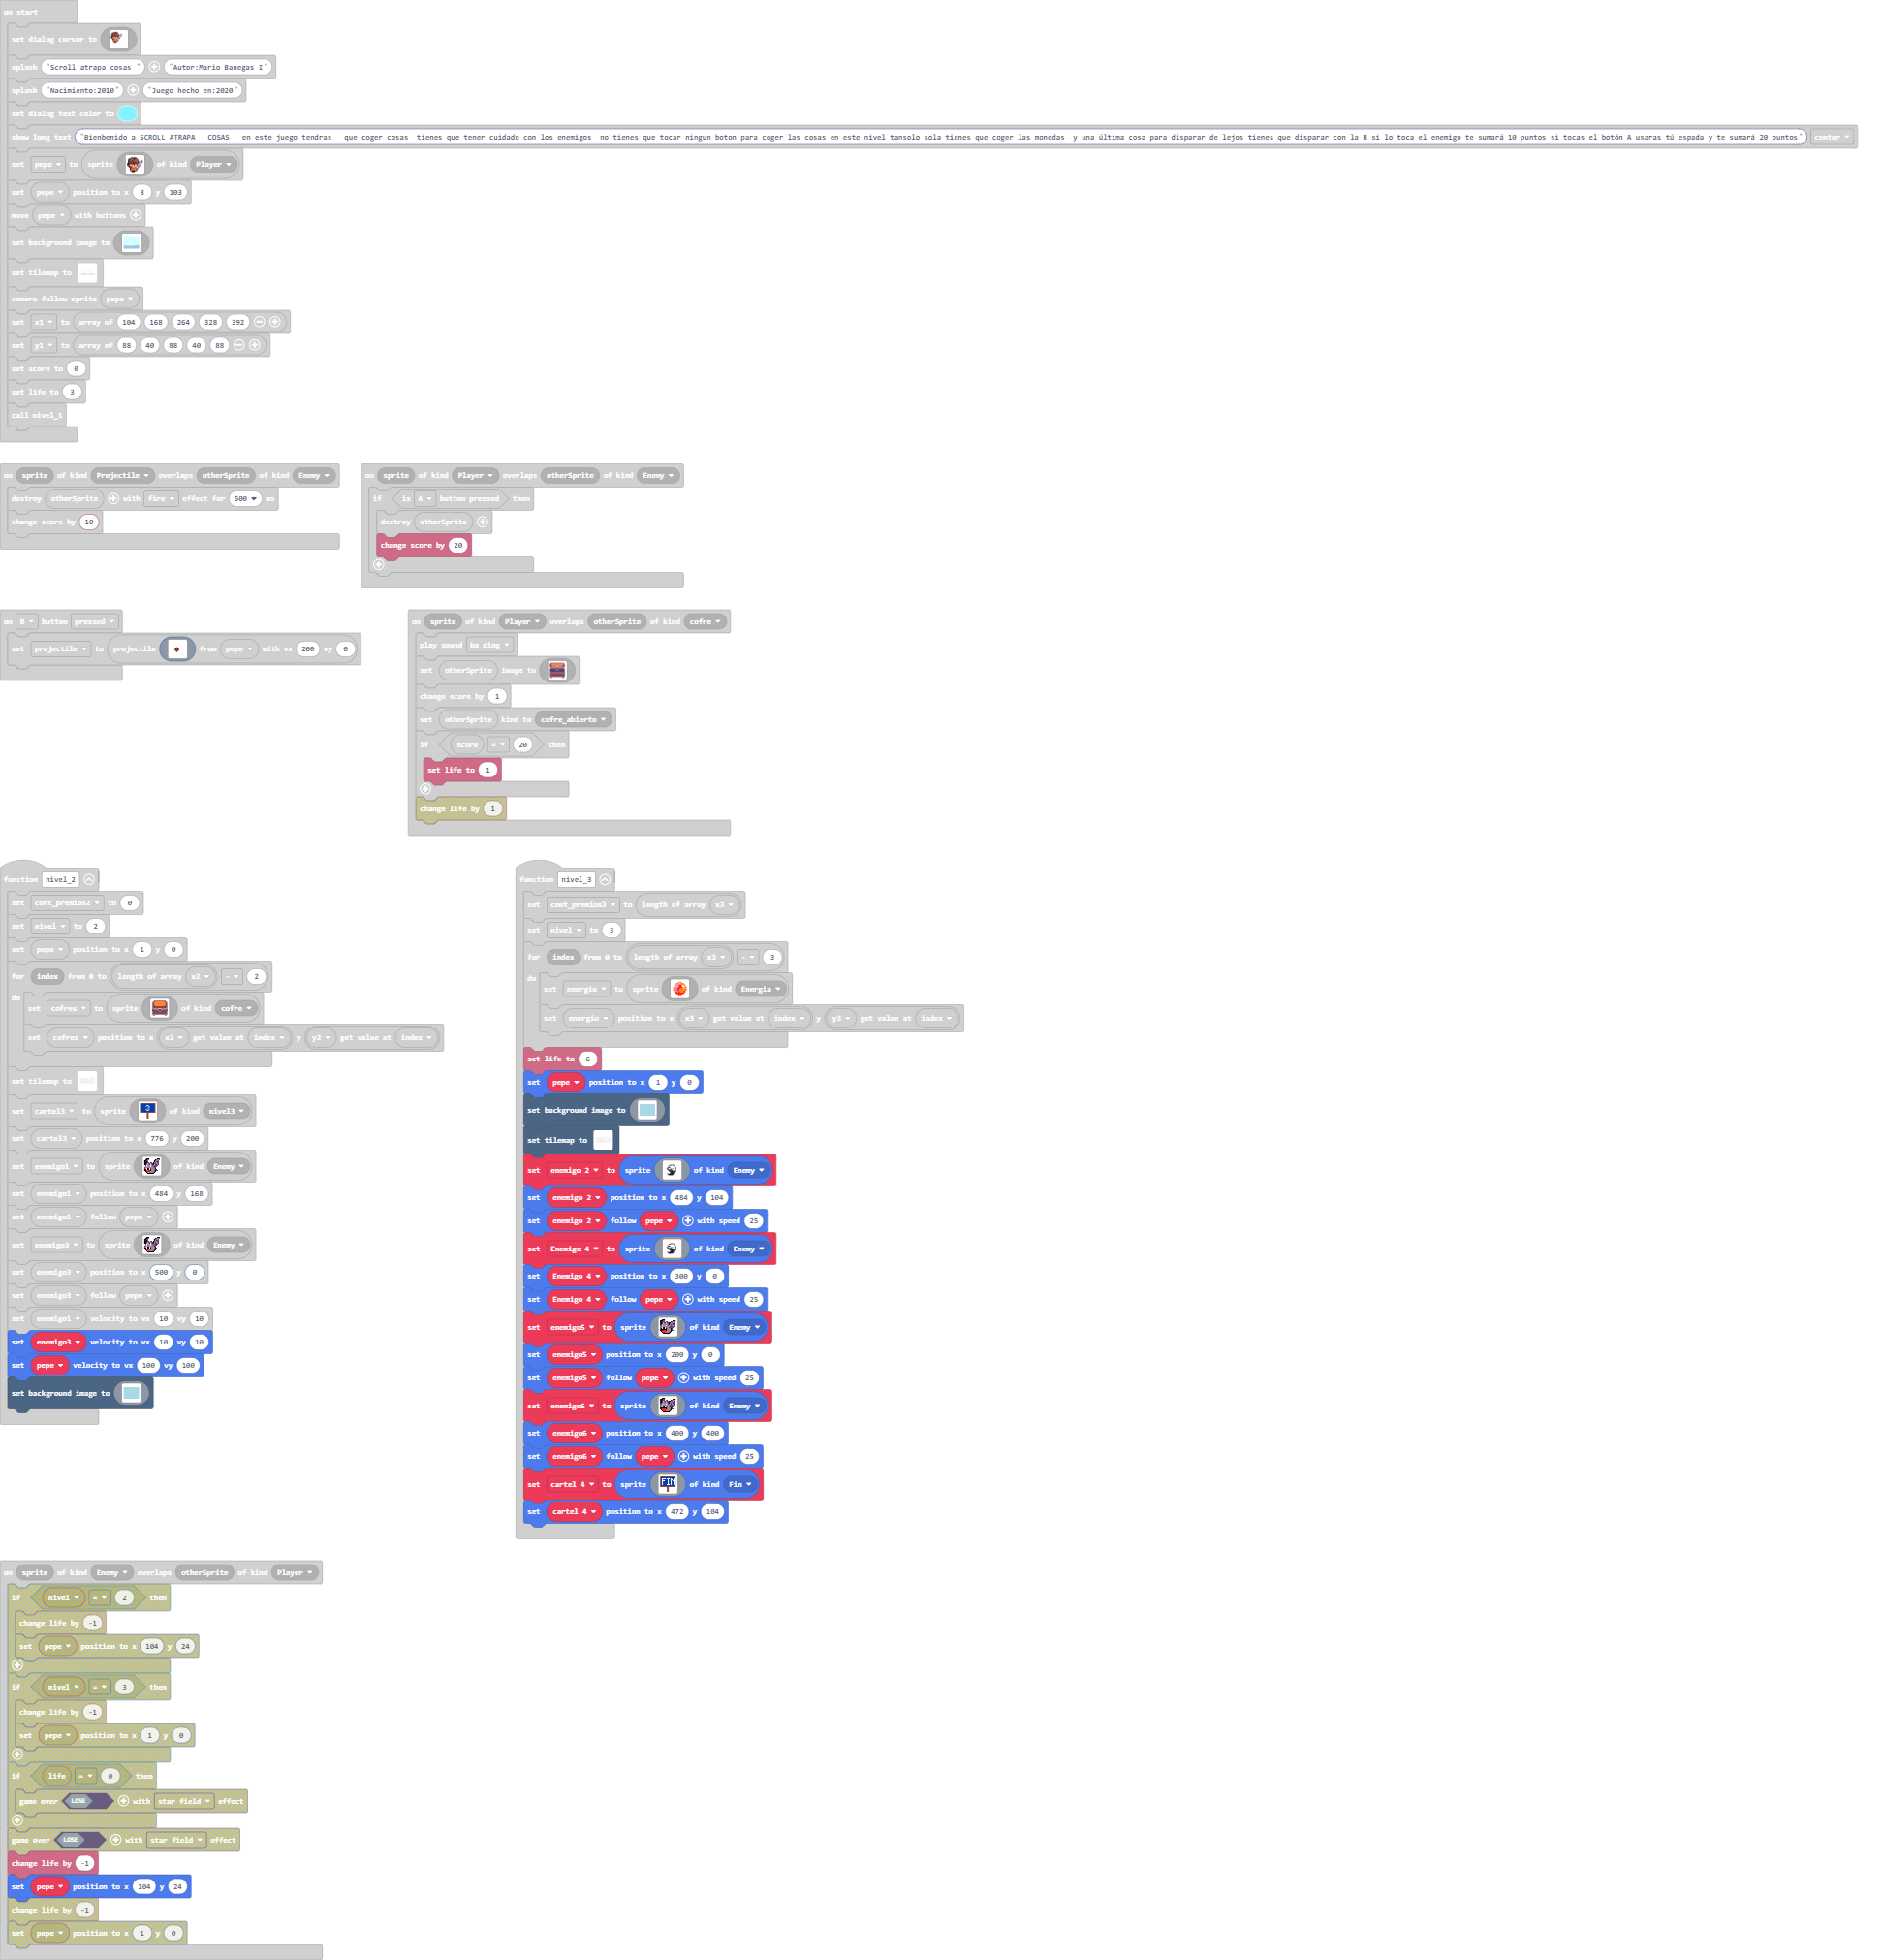 on start
set dialog cursor to
splash "Scroll atrapa cosas " "Autor:Mario Banegas I"
splash "Nacimiento:2010" "Juego hecho en:2020"
set dialog text color to
show long text "Bienbenido a SCROLL ATRAPA COSAS en este juego tendras que coger cosas tienes que tener cuidado con los enemigos no tienes que tocar ningun boton para coger las cosas en este nivel tansolo sola tienes que coger las monedas y una última cosa para disparar de lejos tienes que disparar con la B si lo toca el enemigo te sumará 10 puntos si tocas el botón A usaras tú espada y te sumará 20 puntos" center
set pepe to sprite of kind Player
set pepe position to x 8 y 103
move pepe with buttons
set background image to
set tilemap to
camera follow sprite pepe
set x1 to array of 104 168 264 328 392
set y1 to array of 88 40 88 40 88
set score to 0
set life to 3
call nivel_1
on sprite of kind Projectile overlaps otherSprite of kind Enemy
destroy otherSprite with fire effect for 500 ms
change score by 10
on sprite of kind Player overlaps otherSprite of kind Enemy
if is A button pressed then
destroy otherSprite
change score by 20
on B button pressed
set projectile to projectile from pepe with vx 200 vy 0
on sprite of kind Player overlaps otherSprite of kind cofre
play sound ba ding
set otherSprite image to
change score by 1
set otherSprite kind to cofre_abierto
if score = 20 then
set life to 1
change life by 1
function nivel_2
set cont_premios2 to 0
set nivel to 2
set pepe position to x 1 y 0
for index from 0 to length of array x2 - 2
do
set cofres to sprite of kind cofre
set cofres position to x x2 get value at index y y2 get value at index
set tilemap to
set cartel3 to sprite of kind nivel3
set cartel3 position to x 776 y 200
set enemigo1 to sprite of kind Enemy
set enemigo1 position to x 484 y 168
set enemigo1 follow pepe
set enemigo3 to sprite of kind Enemy
set enemigo3 position to x 500 y 0
set enemigo3 follow pepe
set enemigo1 velocity to vx 10 vy 10
set enemigo3 velocity to vx 10 vy 10
set pepe velocity to vx 100 vy 100
set background image to
function nivel_3
set cont_premios3 to length of array x3
set nivel to 3
for index from 0 to length of array x3 - 3
do
set energia to sprite of kind Energia
set energia position to x x3 get value at index y y3 get value at index
set life to 6
set pepe position to x 1 y 0
set background image to
set tilemap to
set enemigo 2 to sprite of kind Enemy
set enemigo 2 position to x 484 y 104
set enemigo 2 follow pepe with speed 25
set Enemigo 4 to sprite of kind Enemy
set Enemigo 4 position to x 300 y 0
set Enemigo 4 follow pepe with speed 25
set enemigo5 to sprite of kind Enemy
set enemigo5 position to x 200 y 0
set enemigo5 follow pepe with speed 25
set enemigo6 to sprite of kind Enemy
set enemigo6 position to x 400 y 400
set enemigo6 follow pepe with speed 25
set cartel 4 to sprite FIN of kind Fin
set cartel 4 position to x 472 y 104
on sprite of kind Enemy overlaps otherSprite of kind Player
if nivel = 2 then
change life by -1
set pepe position to x 104 y 24
if nivel = 3 then
change life by -1
set pepe position to x 1 y 0
if life = 0 then
game over LOSE with star field effect
game over LOSE with star field effect
change life by -1
set pepe position to x 104 y 24
change life by -1
set pepe position to x 1 y 0